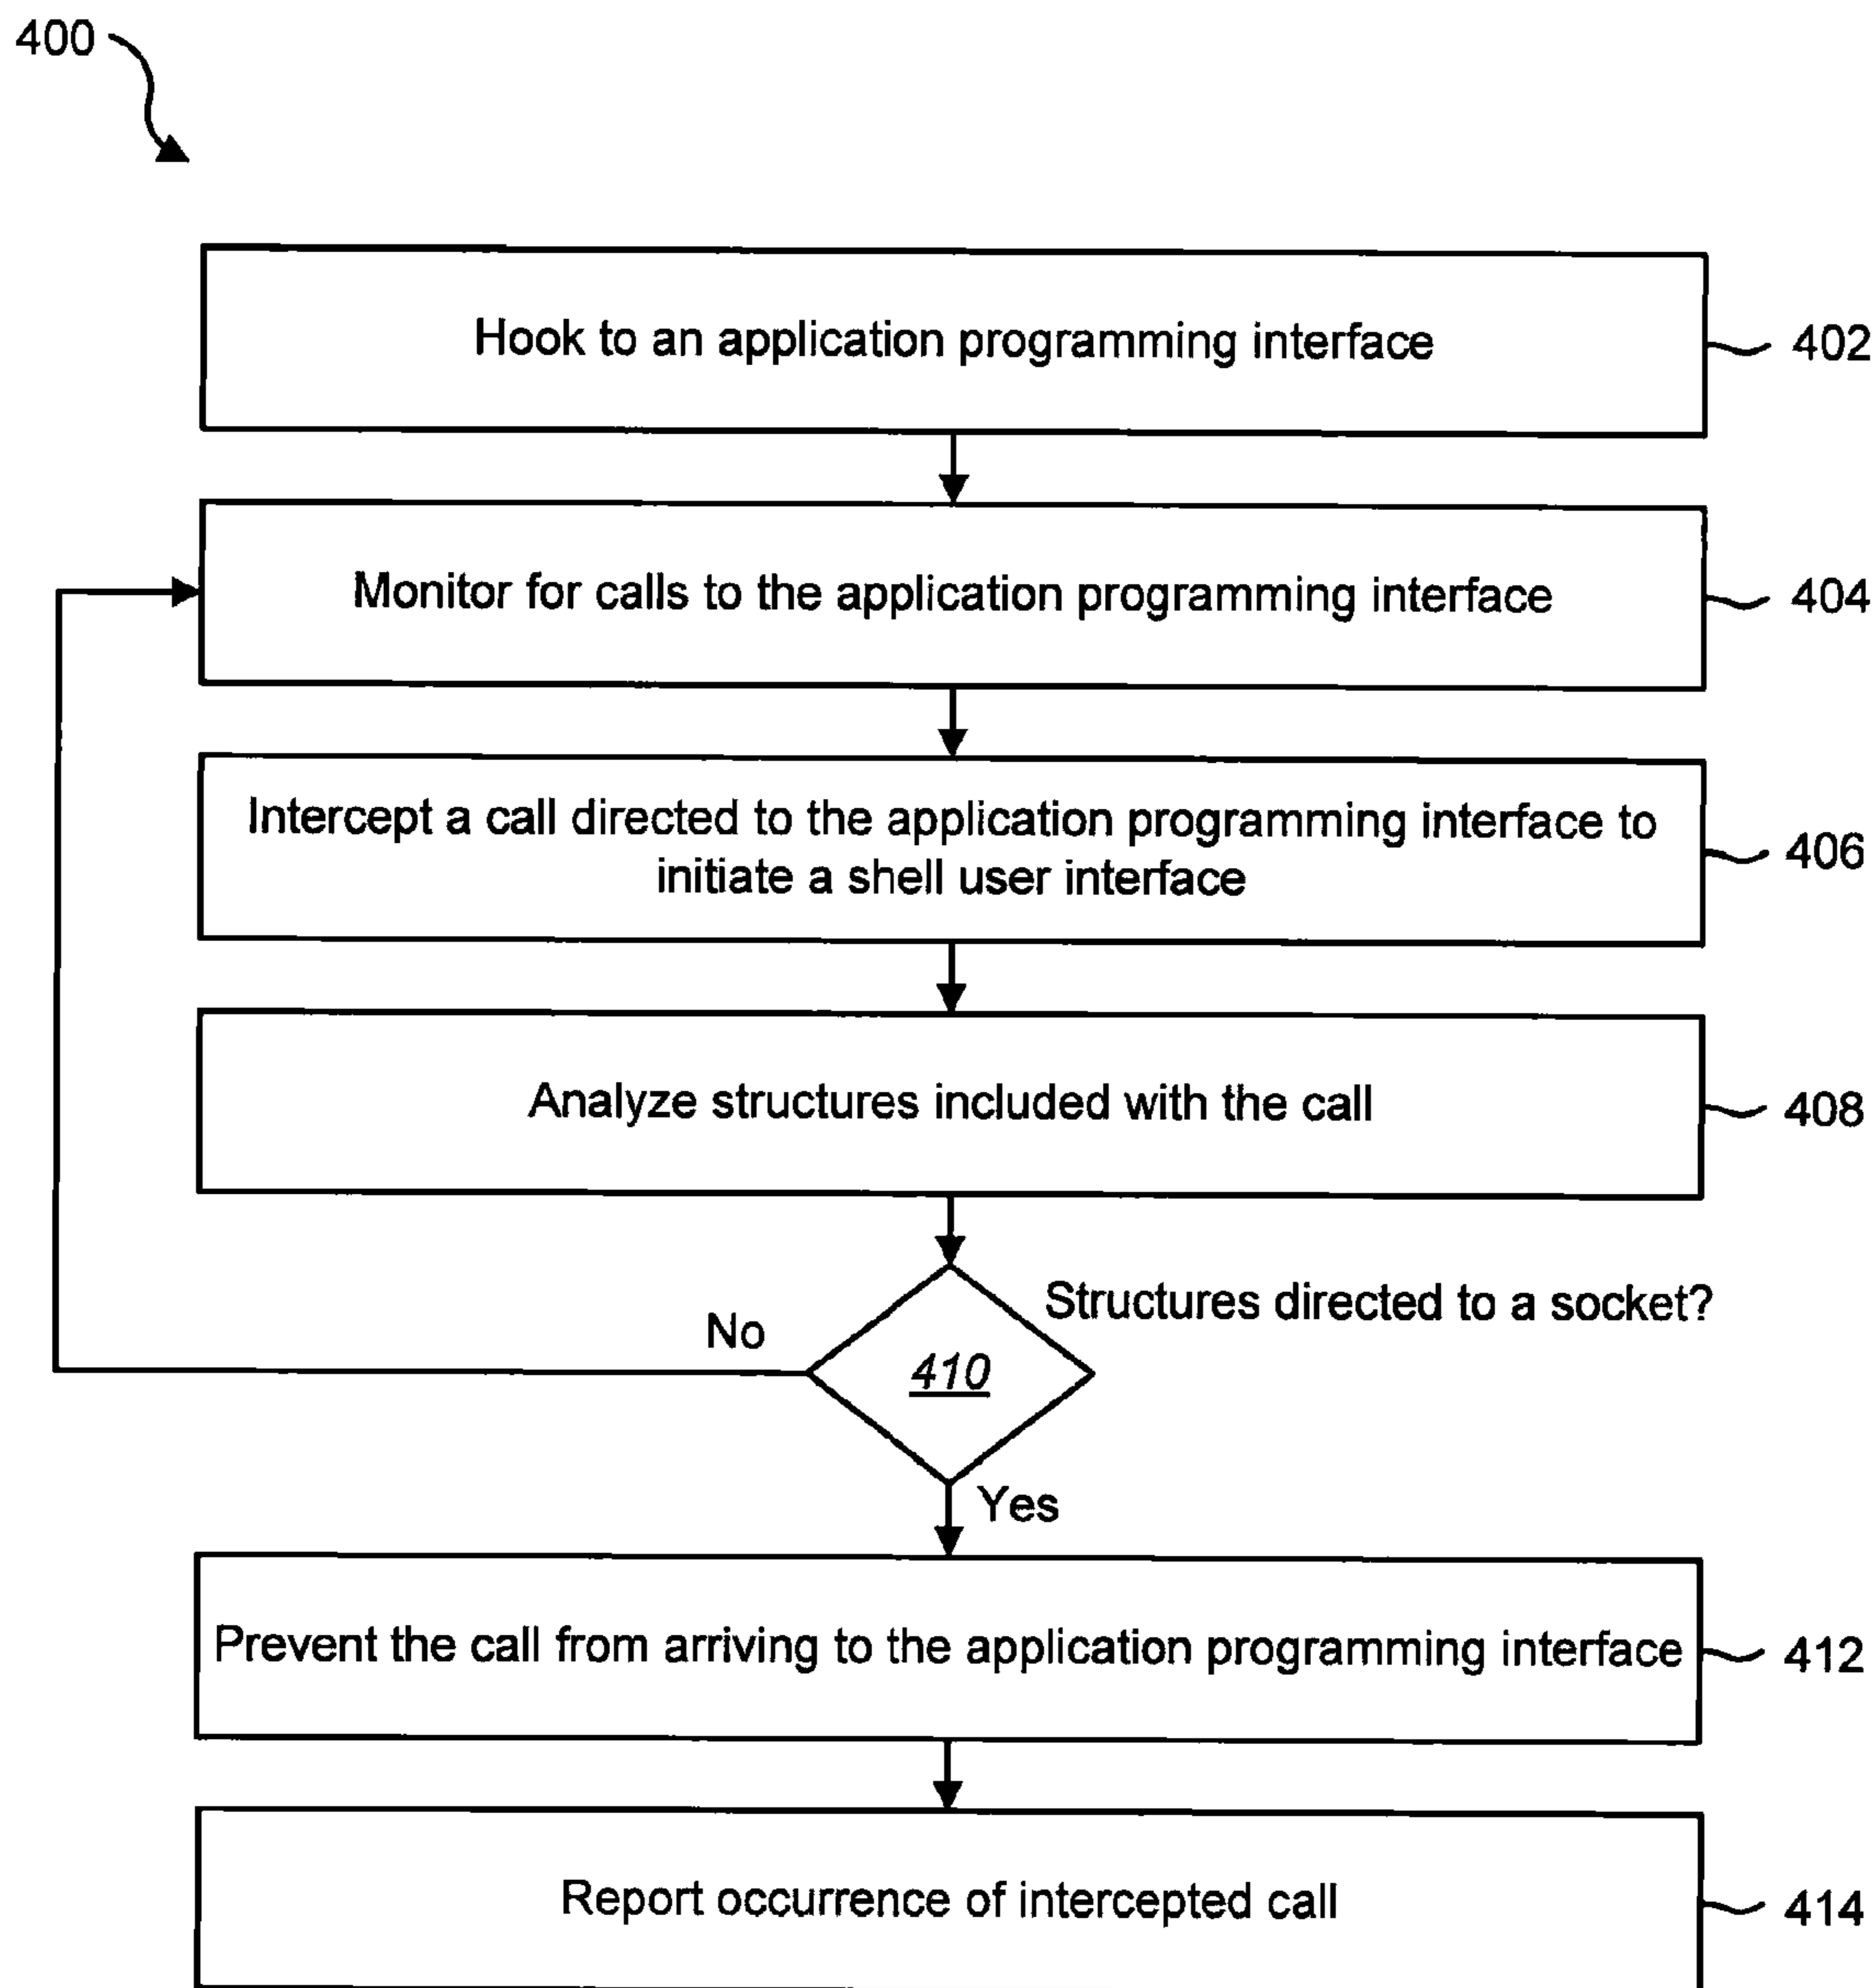 400
Hook to an application programming interface
402
Monitor for calls to the application programming interface
404
Intercept a call directed to the application programming interface to
initiate a shell user interface
406
Analyze structures included with the call
408
Structures directed to a socket?
No
410
Yes
Prevent the call from arriving to the application programming interface
412
Report occurrence of intercepted call
414